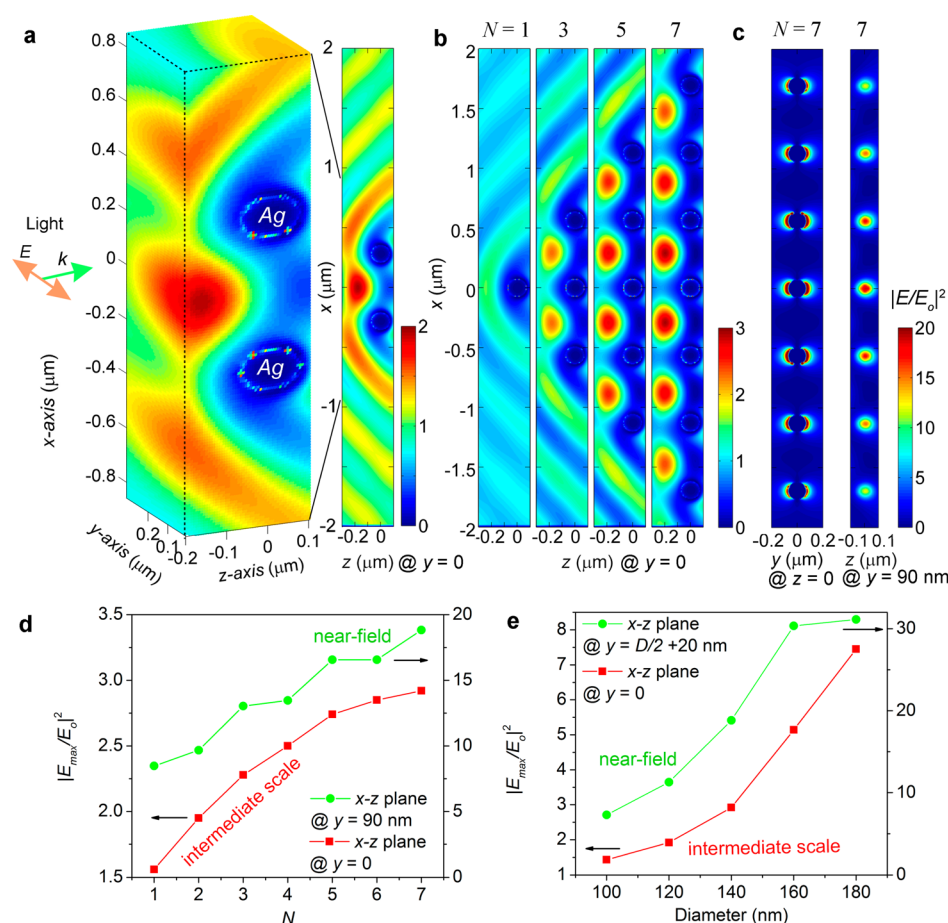 a
0.8
0.6
0.4
0.2
0
-0.2
-0.4
-0.6
-0.8
x-axis (μm)
Light
E
k
Ag
Ag
0.2
0.1
0
-0.1
-0.2
y-axis (μm)
-0.2
-0.1
0
0.1
z-axis (μm)
2
1
0
-1
-2
x (μm)
-0.2 0
z (μm) @ y = 0
2
1
0
b
N = 1 3 5 7
2
1.5
1
0.5
0
-0.5
-1
-1.5
-2
x (μm)
-0.2 0 -0.2 0 -0.2 0 -0.2 0
z (μm) @ y = 0
3
2
1
0
c
N = 7 7
|E/Eo|²
20
15
10
5
0
-0.2 0 0.2 -0.1 0.1
y (μm) z (μm)
@ z = 0 @ y = 90 nm
d
3.5
3.0
2.5
2.0
1.5
|Emax/Eo|²
20
15
10
5
0
near-field
intermediate scale
x-z plane
@ y = 90 nm
x-z plane
@ y = 0
1 2 3 4 5 6 7
N
e
8
7
6
5
4
3
2
1
|Emax/Eo|²
30
20
10
0
x-z plane
@ y = D/2 +20 nm
x-z plane
@ y = 0
near-field
intermediate scale
100 120 140 160 180
Diameter (nm)